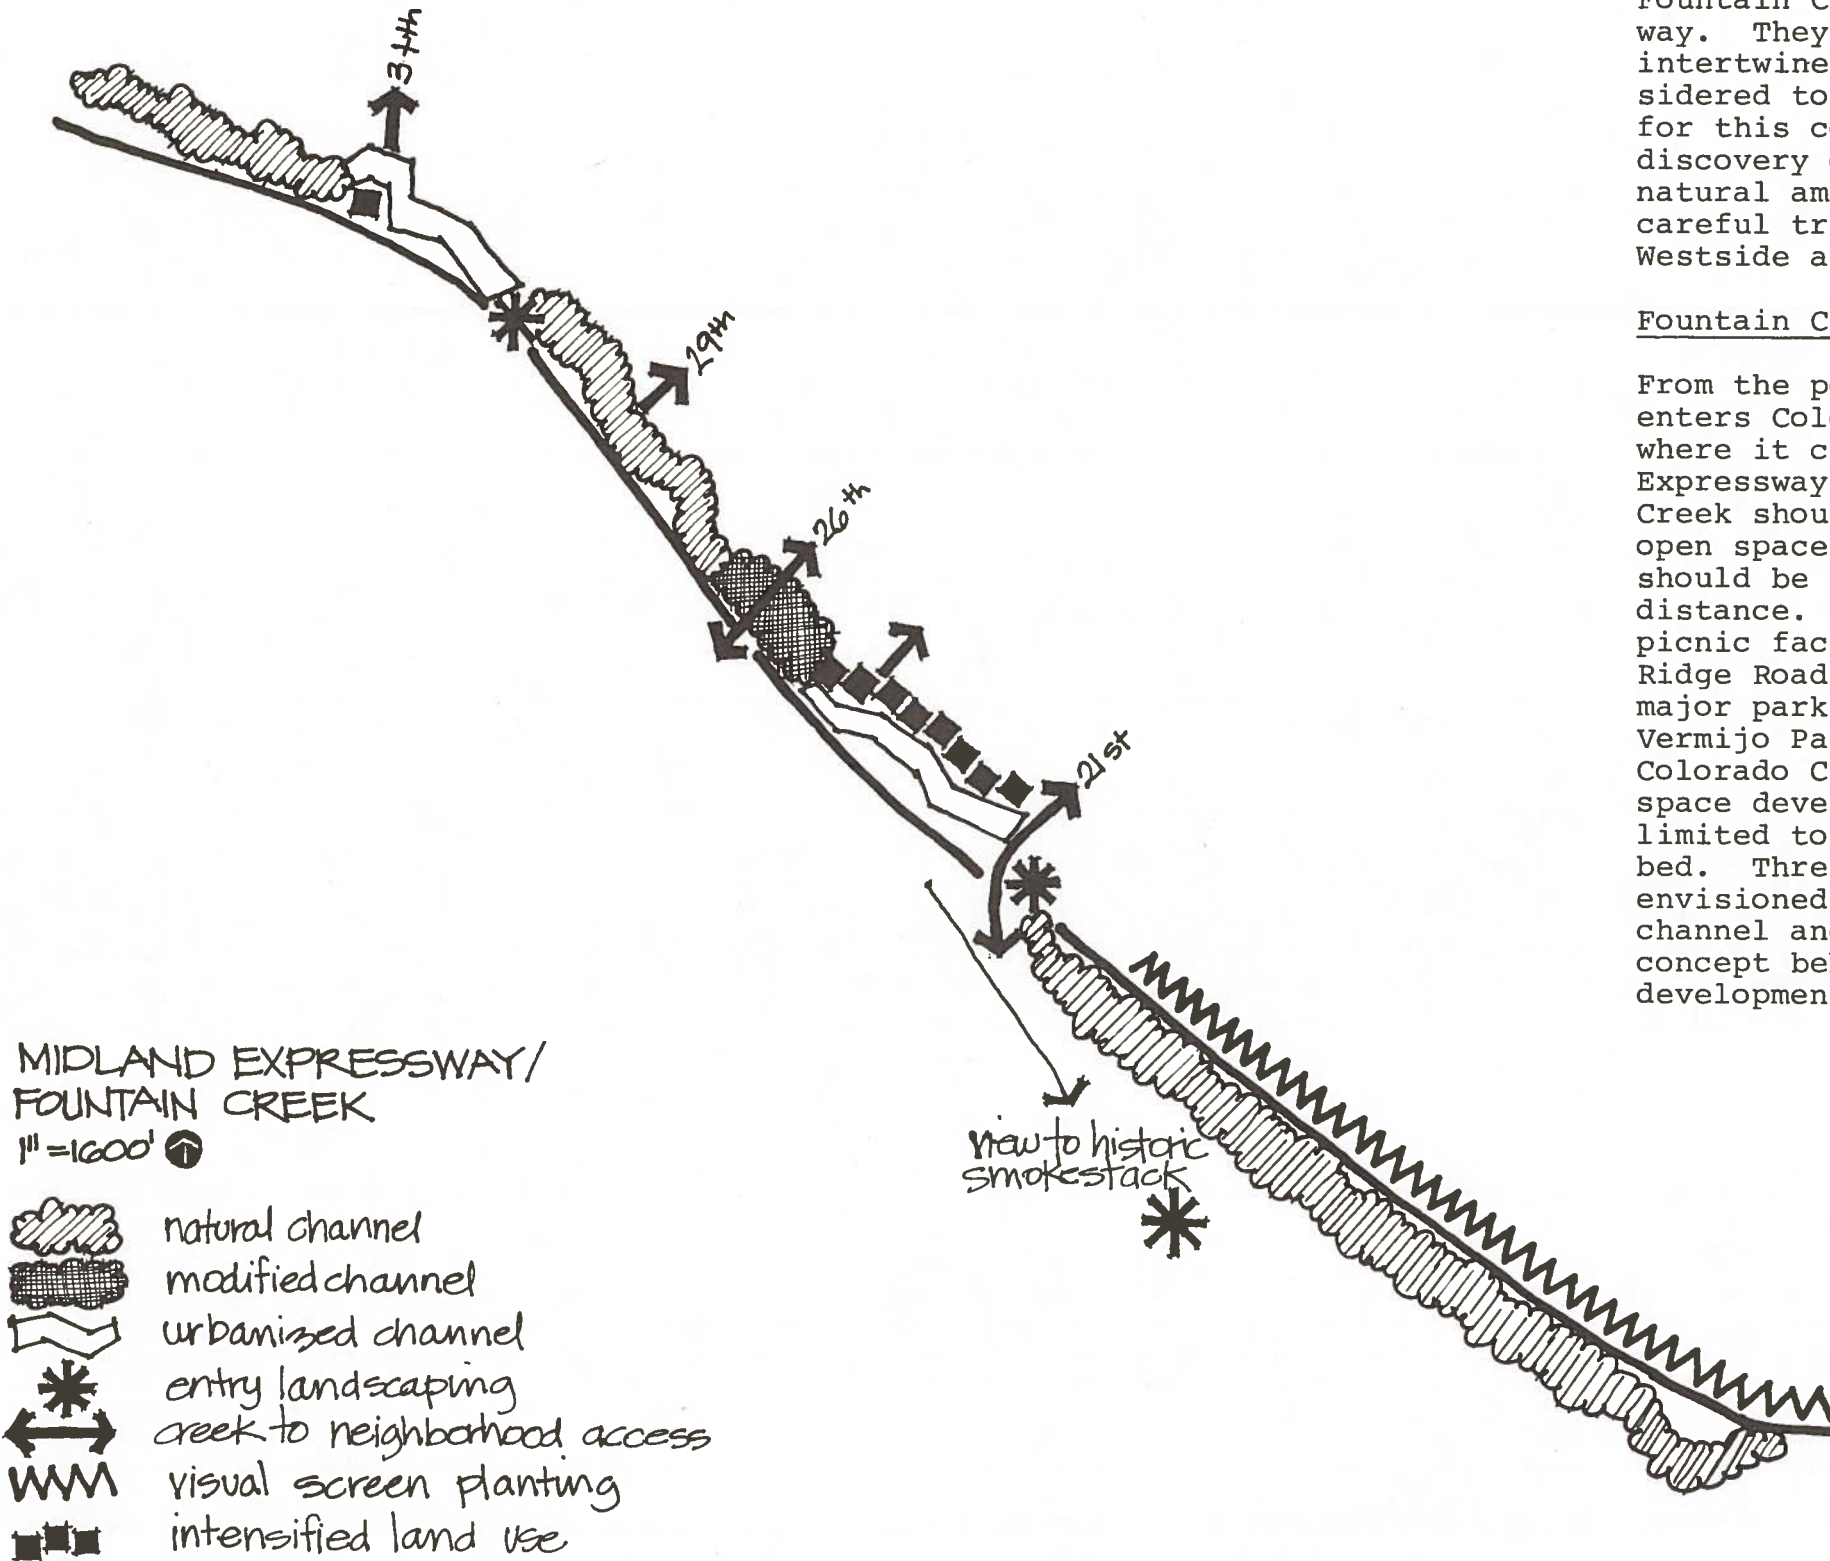 31th
29th
26th
21st
view to historic
smokestack
MIDLAND EXPRESSWAY/
FOUNTAIN CREEK
1"=1600'
natural channel
modified channel
urbanized channel
entry landscaping
creek to neighborhood access
visual screen planting
intensified land use
way. They
intertwine
sidered to
for this c
discovery
natural am
careful tr
Westside a
Fountain C
From the p
enters Col
where it c
Expressway
Creek shou
open space
should be
distance.
picnic fac
Ridge Road
major park
Vermijo Pa
Colorado C
space deve
limited to
bed. Thre
envisioned
channel an
concept be
developmen